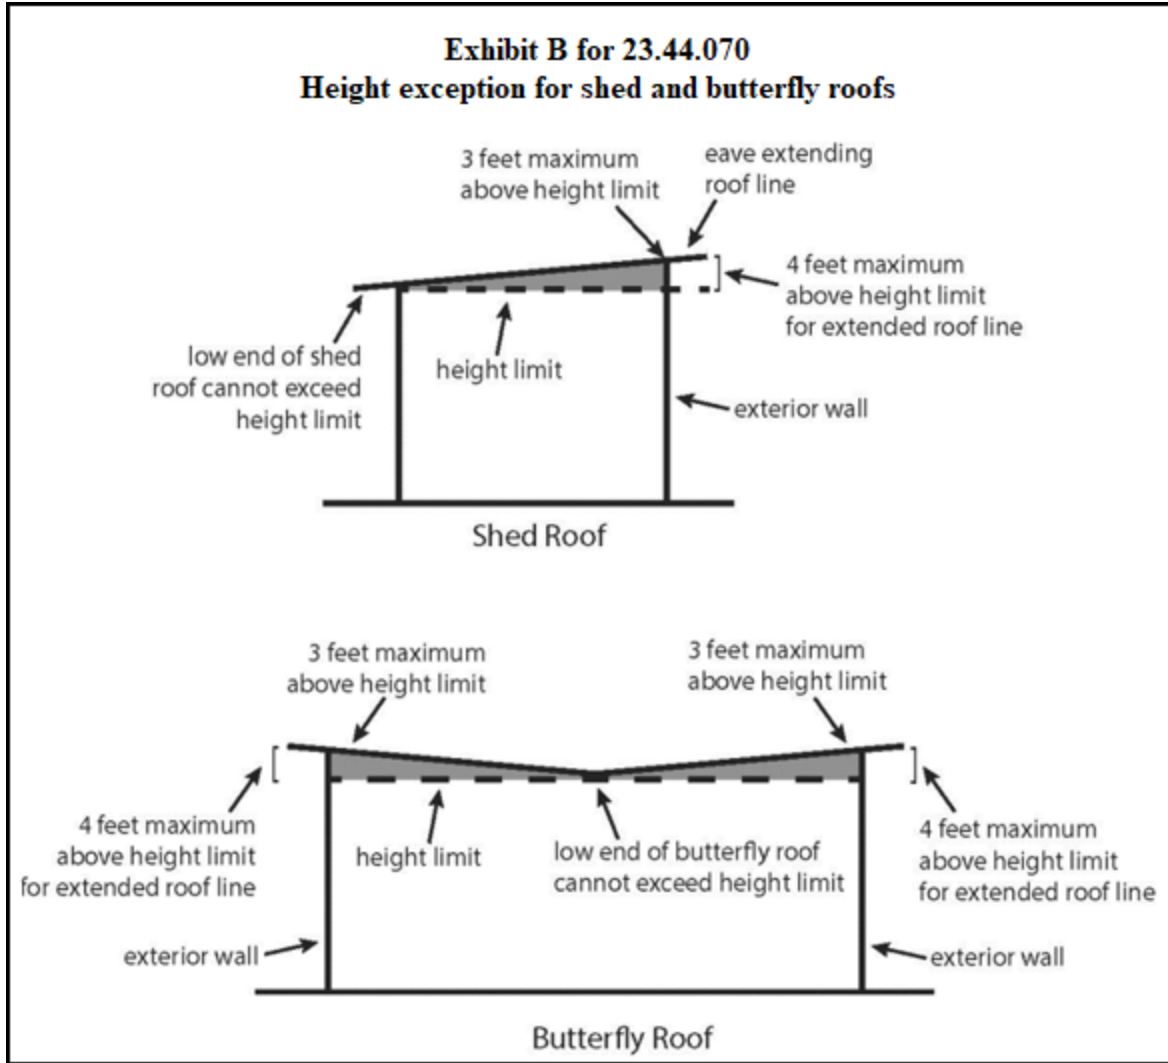 Exhibit B for 23.44.070
Height exception for shed and butterfly roofs
3 feet maximum
above height limit
eave extending
roof line
4 feet maximum
above height limit
for extended roof line
low end of shed
roof cannot exceed
height limit
height limit
exterior wall
Shed Roof
3 feet maximum
above height limit
3 feet maximum
above height limit
4 feet maximum
above height limit
for extended roof line
height limit
low end of butterfly roof
cannot exceed height limit
4 feet maximum
above height limit
for extended roof line
exterior wall
exterior wall
Butterfly Roof